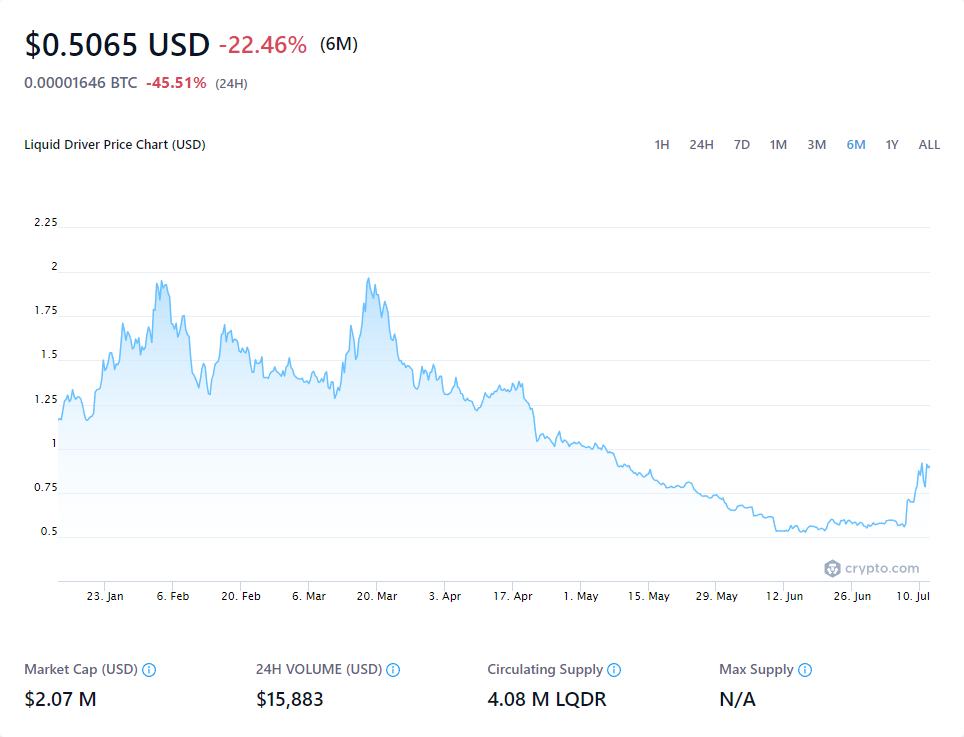 $0.5065 USD -22.46% (6M)
0.00001646 BTC -45.51% (24H)
Liquid Driver Price Chart (USD) 1H 24H 7D 1M 3M 6M 1Y ALL
2.25
2
1.75
1.5
1.25
1
0.75
0.5
crypto.com
23. Jan 6. Feb 20. Feb 6. Mar 20. Mar 3. Apr 17. Apr 1. May 15. May 29. May 12. Jun 26. Jun 10. Jul
Market Cap (USD) 24H VOLUME (USD) Circulating Supply Max Supply
$2.07 M $15,883 4.08 M LQDR N/A